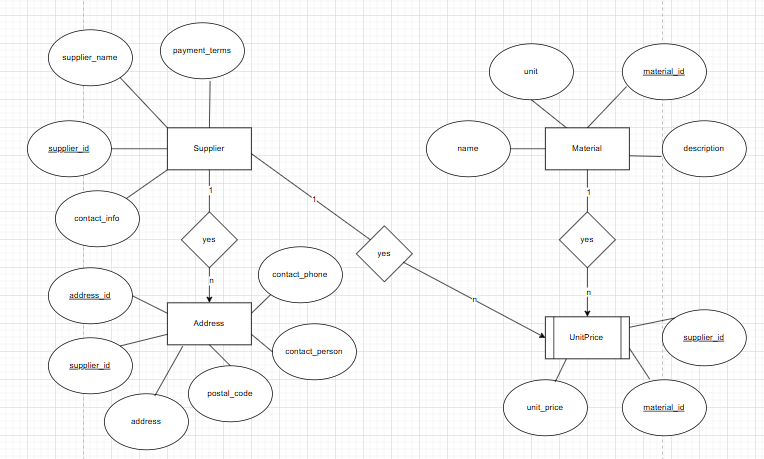 supplier_name
payment_terms
unit
material_id
supplier_id
Supplier
name
Material
description
contact_info
1
1
1
yes
yes
yes
contact_phone
address_id
n
n
n
Address
UnitPrice
supplier_id
contact_person
supplier_id
postal_code
address
unit_price
material_id